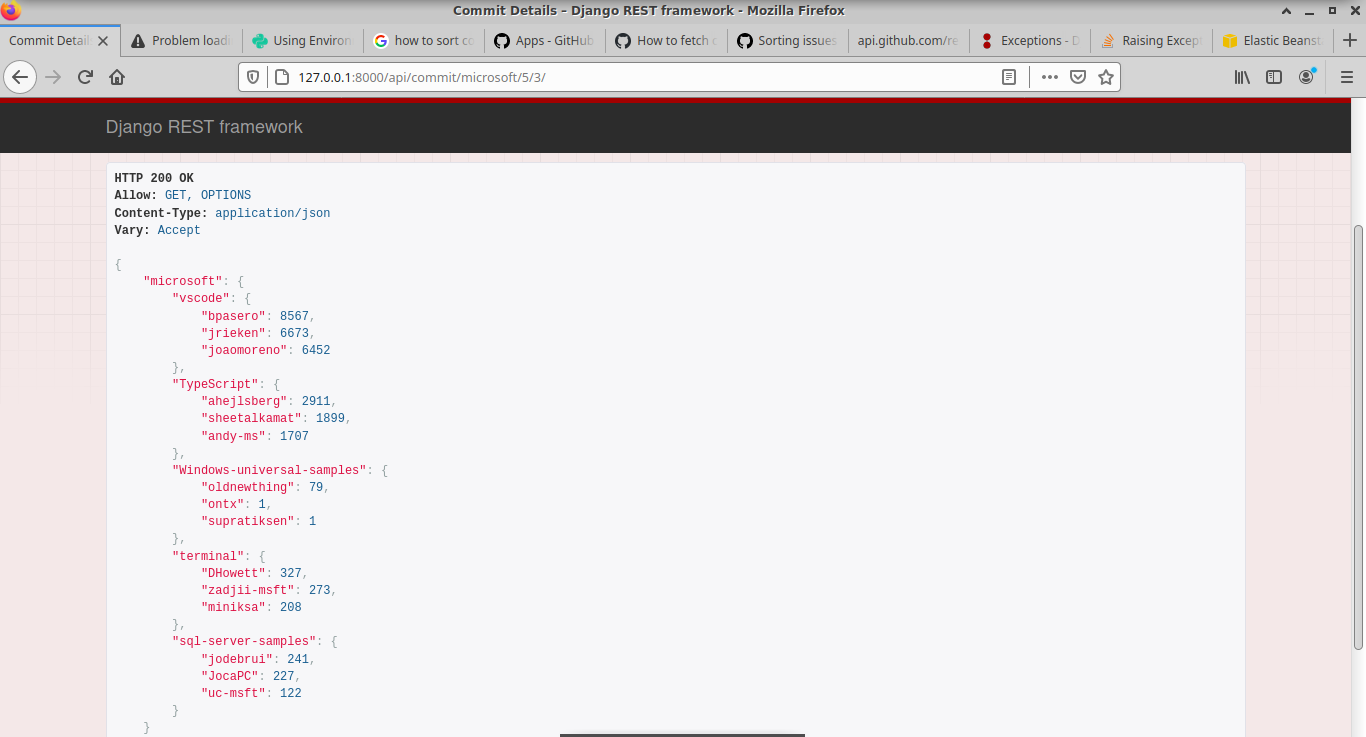 Commit Details – Django REST framework - Mozilla Firefox
Commit Detail
Problem loadi
Using Environ
how to sort co
Apps - GitHub
How to fetch c
Sorting issues
api.github.com/re
Exceptions - D
Raising Excep
Elastic Beanst
127.0.0.1:8000/api/commit/microsoft/5/3/
Django REST framework
HTTP 200 OK
Allow: GET, OPTIONS
Content-Type: application/json
Vary: Accept
{
"microsoft": {
"vscode": {
"bpasero": 8567,
"jrieken": 6673,
"joaomoreno": 6452
},
"TypeScript": {
"ahejlsberg": 2911,
"sheetalkamat": 1899,
"andy-ms": 1707
},
"Windows-universal-samples": {
"oldnewthing": 79,
"ontx": 1,
"supratiksen": 1
},
"terminal": {
"DHowett": 327,
"zadjii-msft": 273,
"miniksa": 208
},
"sql-server-samples": {
"jodebrui": 241,
"JocaPC": 227,
"uc-msft": 122
}
}